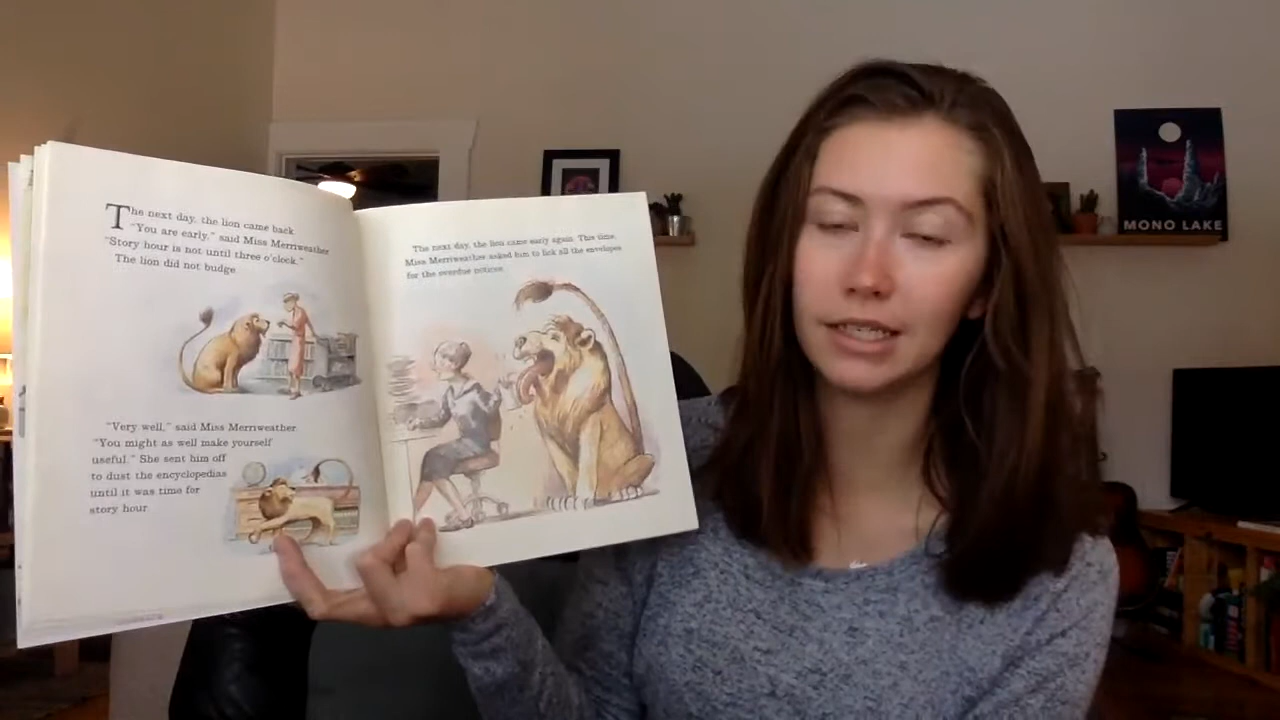 The next day, the lion came back.
"You are early," said Miss Merriweather
"Story hour is not until three o'clock."
The lion did not budge.
"Very well," said Miss Merriweather.
"You might as well make yourself
useful." She sent him off
to dust the encyclopedias
until it was time for
story hour.
The next day, the lion came early again. This time,
Miss Merriweather asked him to lick all the envelopes
for the overdue notices.
MONO LAKE